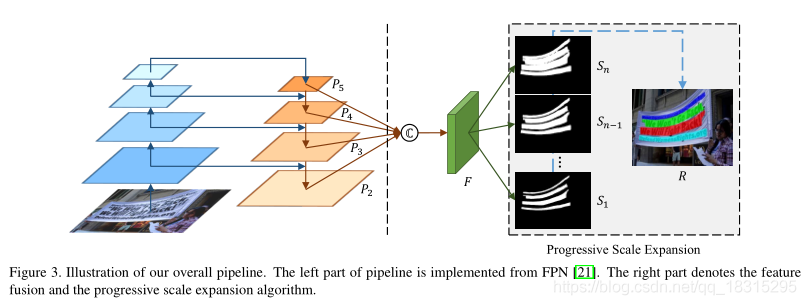 P5
P4
P3
P2
ℂ
F
Sn
Sn−1
⋮
S1
R
Progressive Scale Expansion
Figure 3. Illustration of our overall pipeline. The left part of pipeline is implemented from FPN [21]. The right part denotes the feature
fusion and the progressive scale expansion algorithm.
https://blog.csdn.net/qq_18315295